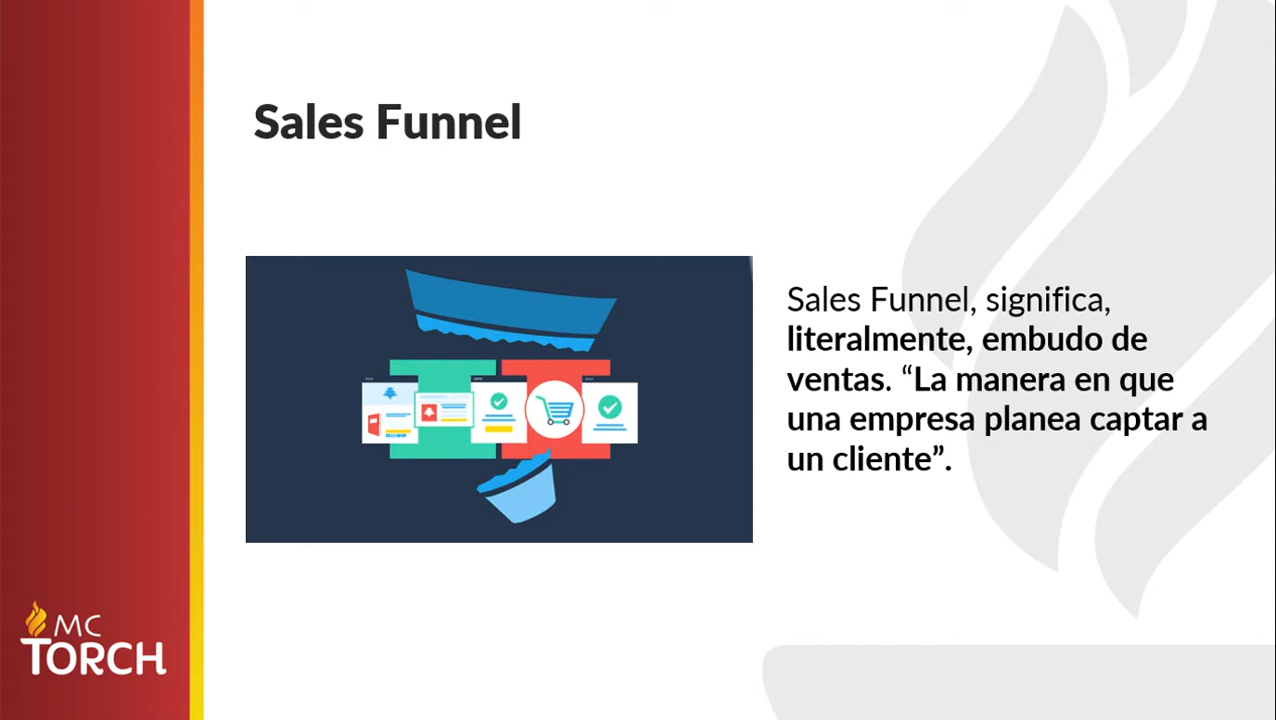 Sales Funnel
Sales Funnel, significa,
literalmente, embudo de
ventas. “La manera en que
una empresa planea captar a
un cliente”.
MC
TORCH